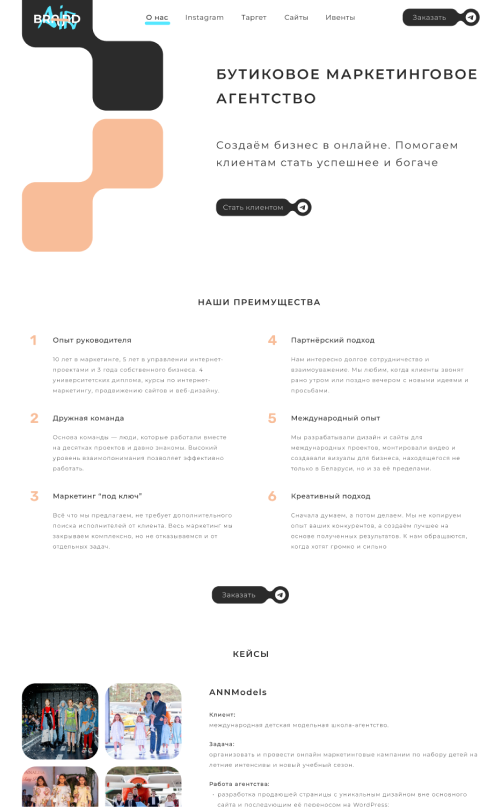 BRAND
О нас
Instagram
Таргет
Сайты
Ивенты
Заказать
БУТИКОВОЕ МАРКЕТИНГОВОЕ
АГЕНТСТВО
Создаём бизнес в онлайне. Помогаем
клиентам стать успешнее и богаче
Стать клиентом
НАШИ ПРЕИМУЩЕСТВА
1 Опыт руководителя
10 лет в маркетинге, 5 лет в управлении интернет-
проектами и 3 года собственного бизнеса. 4
университетских диплома, курсы по интернет-
маркетингу, продвижению сайтов и веб-дизайну.
2 Дружная команда
Основа команды — люди, которые работали вместе
на десятках проектов и давно знакомы. Высокий
уровень взаимопонимания позволяет эффективно
работать.
3 Маркетинг "под ключ"
Всё что мы предлагаем, не требует дополнительного
поиска исполнителей от клиента. Весь маркетинг мы
закрываем комплексно, но не отказываемся и от
отдельных задач.
4 Партнёрский подход
Нам интересно долгое сотрудничество и
взаимоуважение. Мы любим, когда клиенты звонят
рано утром или поздно вечером с новыми идеями и
просьбами.
5 Международный опыт
Мы разрабатывали дизайн и сайты для
международных проектов, монтировали видео и
создавали визуалы для бизнеса, находящегося не
только в Беларуси, но и за её пределами.
6 Креативный подход
Сначала думаем, а потом делаем. Мы не копируем
опыт ваших конкурентов, а создаём лучшее на
основе полученных результатов. К нам обращаются,
когда хотят громко и сильно
Заказать
КЕЙСЫ
ANNModels
Клиент:
международная детская модельная школа-агентство.
Задача:
организовать и провести онлайн маркетинговые кампании по набору детей на
летние интенсивы и новый учебный сезон.
Работа агентства:
- разработка продающей страницы с уникальным дизайном вне основного
сайта и последующим её переносом на WordPress;